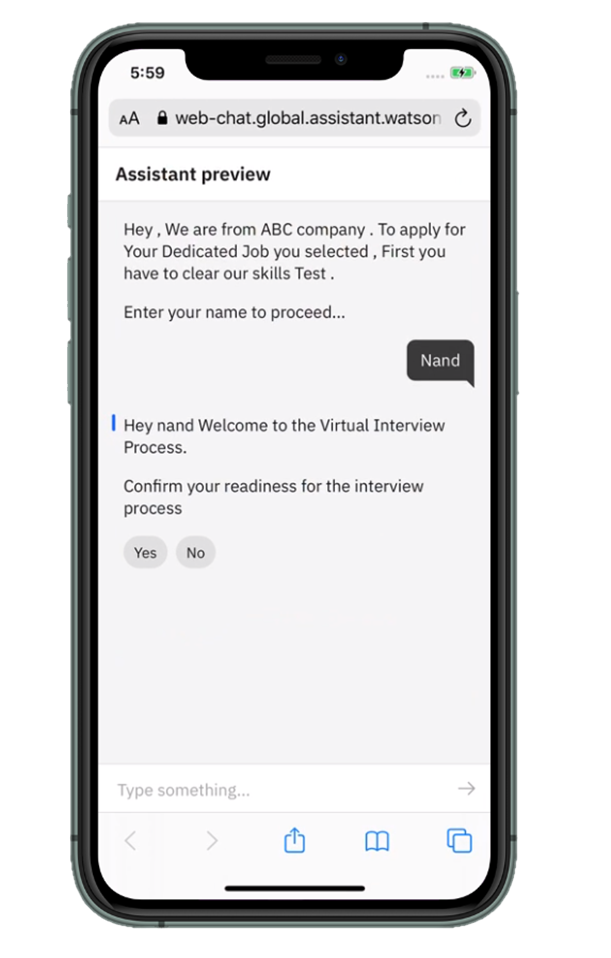 5:59
AA web-chat.global.assistant.watson
Assistant preview
Hey , We are from ABC company . To apply for
Your Dedicated Job you selected , First you
have to clear our skills Test .
Enter your name to proceed...
Nand
Hey nand Welcome to the Virtual Interview
Process.
Confirm your readiness for the interview
process
Yes No
Type something...